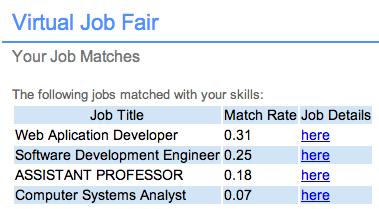 Virtual Job Fair
Your Job Matches
The following jobs matched with your skills:
Job Title Match Rate Job Details
Web Aplication Developer 0.31 here
Software Development Engineer 0.25 here
ASSISTANT PROFESSOR 0.18 here
Computer Systems Analyst 0.07 here